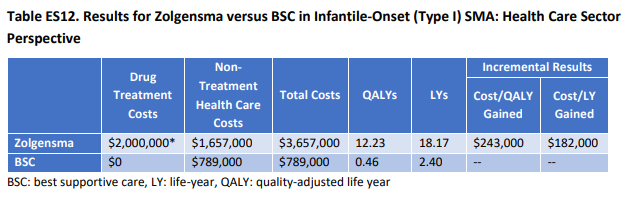 Table ES12. Results for Zolgensma versus BSC in Infantile-Onset (Type I) SMA: Health Care Sector
Perspective
Drug Treatment Costs Non-Treatment Health Care Costs Total Costs QALYs LYs Incremental Results
Cost/QALY Gained Cost/LY Gained
Zolgensma $2,000,000* $1,657,000 $3,657,000 12.23 18.17 $243,000 $182,000
BSC $0 $789,000 $789,000 0.46 2.40 -- --
BSC: best supportive care, LY: life-year, QALY: quality-adjusted life year